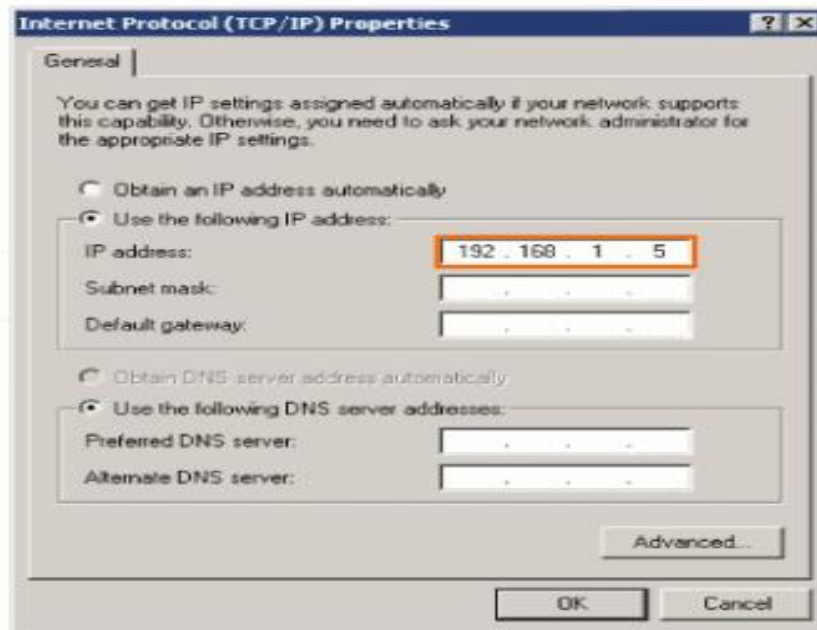 Internet Protocol (TCP/IP) Properties
General
You can get IP settings assigned automatically if your network supports
this capability. Otherwise, you need to ask your network administrator for
the appropriate IP settings.
Obtain an IP address automatically
Use the following IP address:
IP address: 192 . 168 . 1 . 5
Subnet mask: . . .
Default gateway: . . .
Obtain DNS server address automatically
Use the following DNS server addresses:
Preferred DNS server: . . .
Alternate DNS server: . . .
Advanced...
OK Cancel